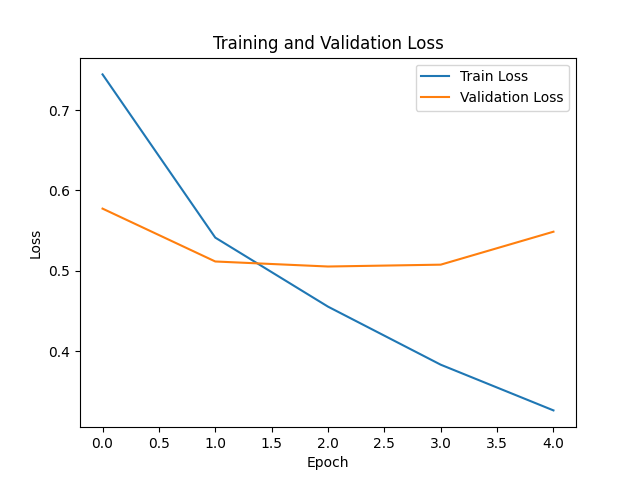 Training and Validation Loss
Train Loss
Validation Loss
0.7
0.6
0.5
0.4
Loss
0.0 0.5 1.0 1.5 2.0 2.5 3.0 3.5 4.0
Epoch